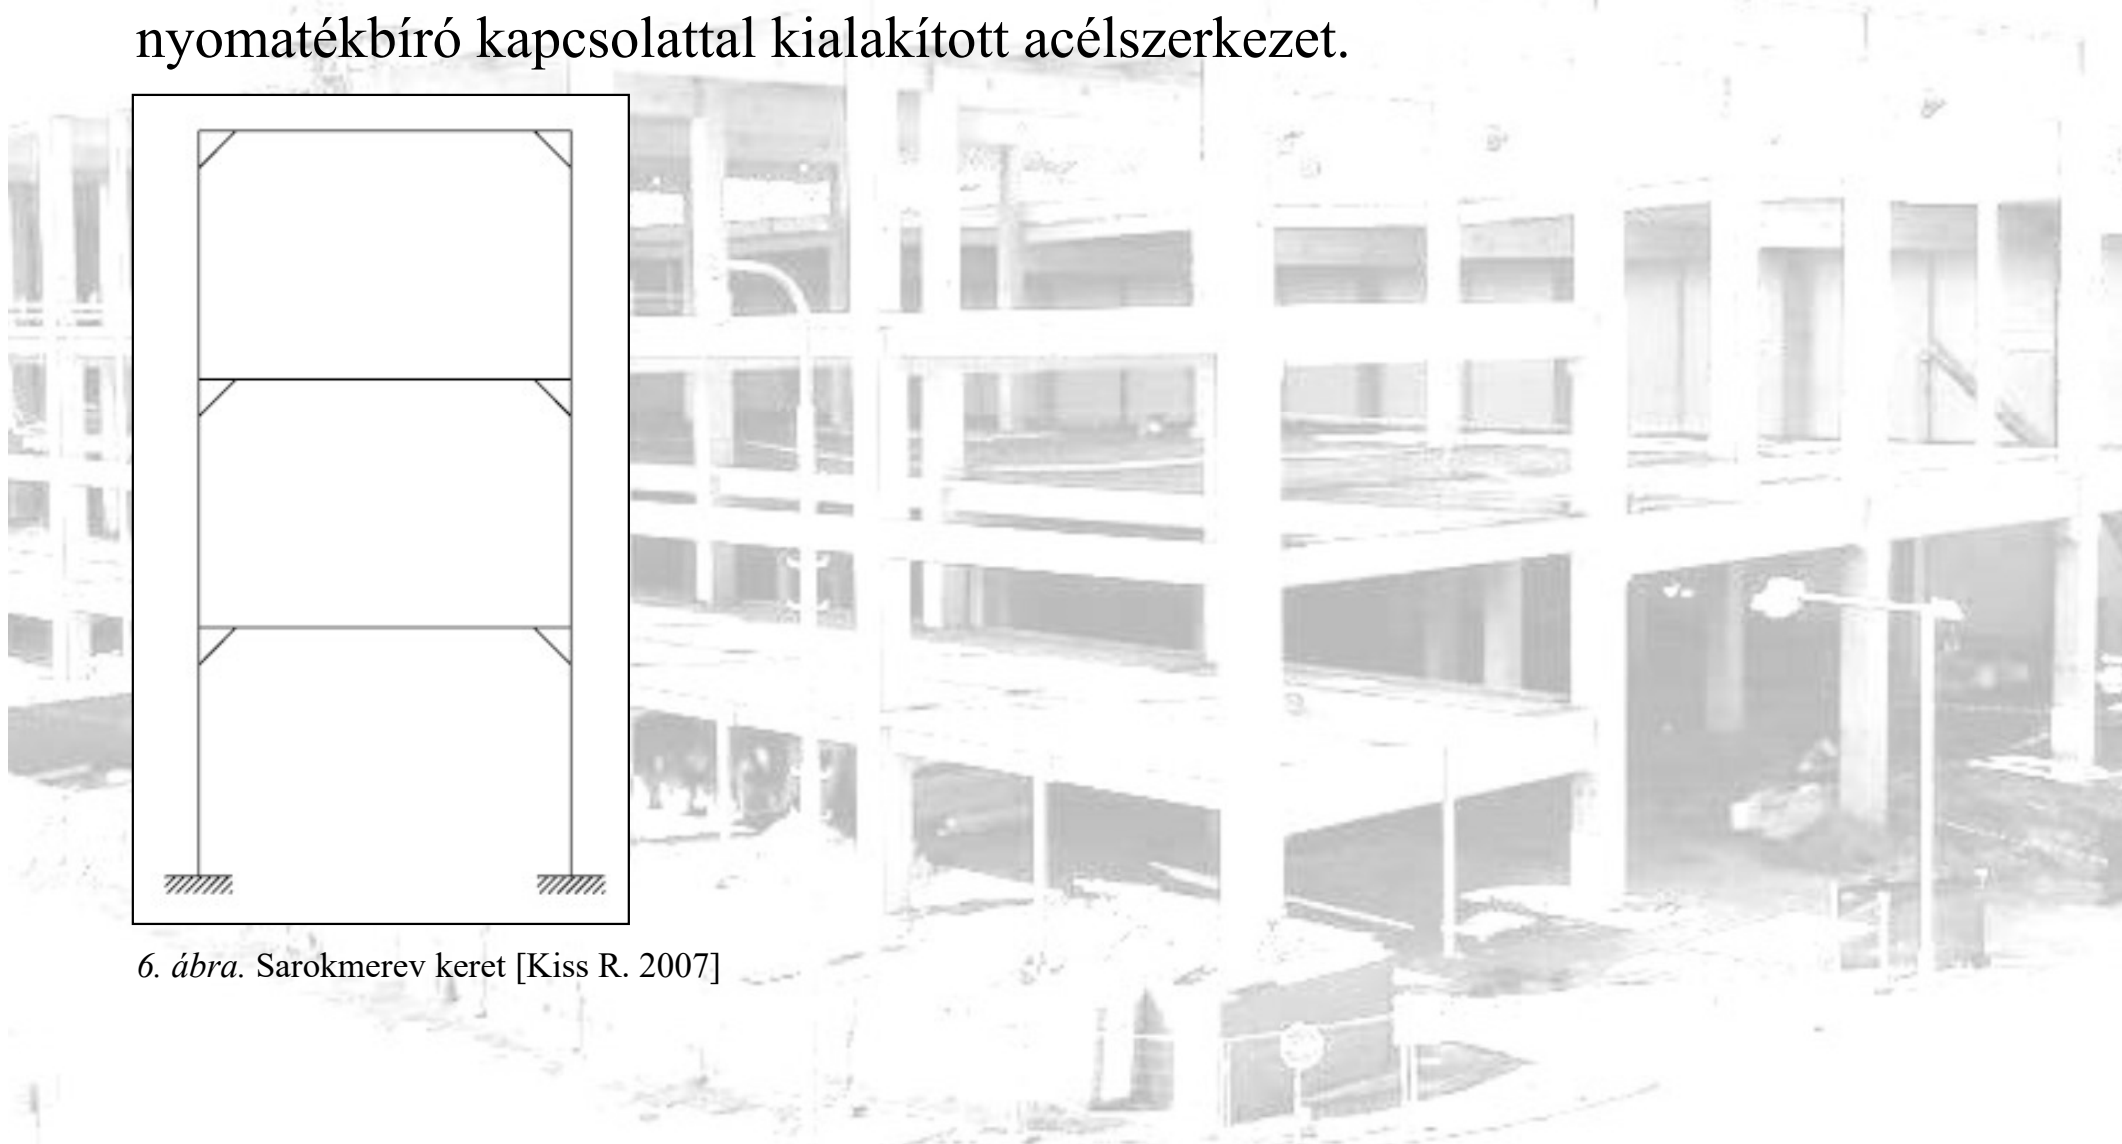 nyomatékbíró kapcsolattal kialakított acélszerkezet.
6. ábra. Sarokmerev keret [Kiss R. 2007]